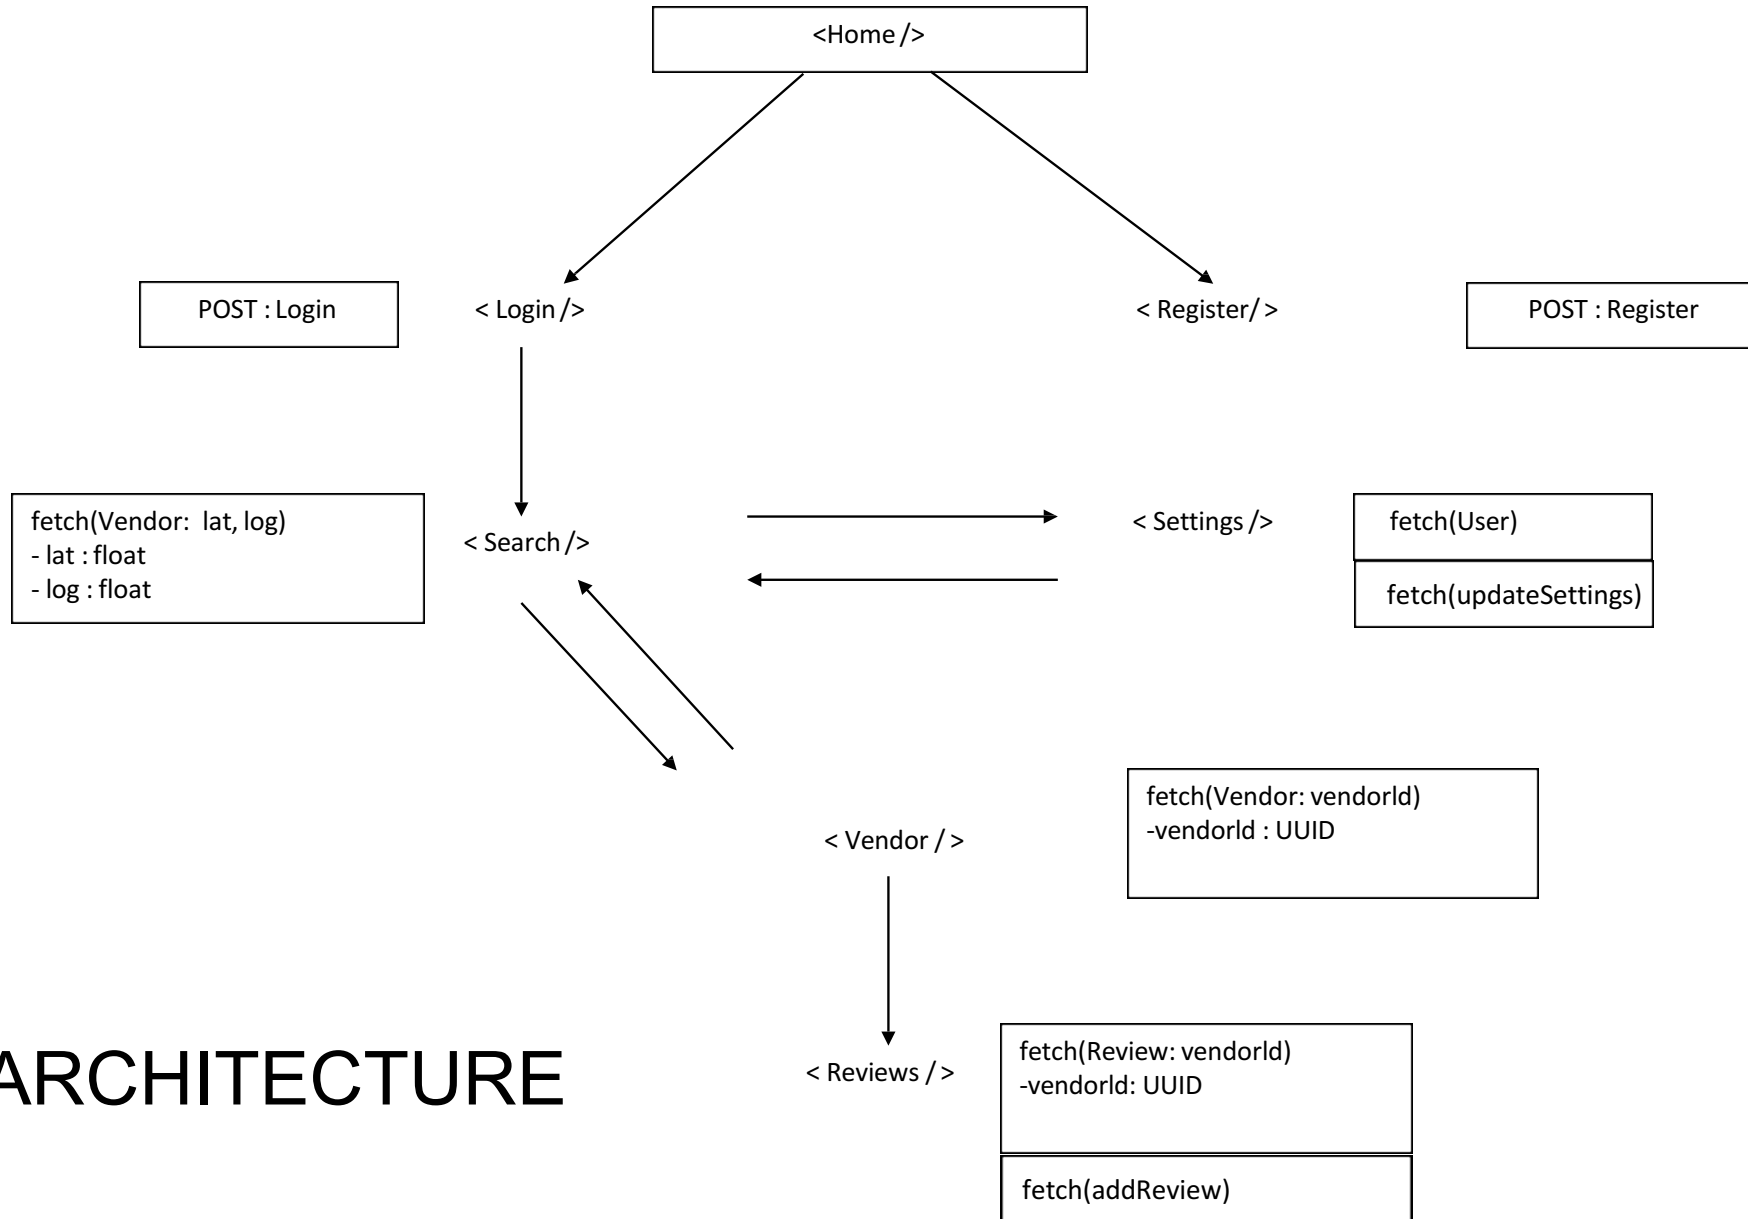 <Home />
POST : Login
< Login />
< Register/ >
POST : Register
fetch(Vendor: lat, log)
- lat : float
- log : float
< Search />
< Settings />
fetch(User)
fetch(updateSettings)
fetch(Vendor: vendorId)
-vendorId : UUID
< Vendor / >
ARCHITECTURE
< Reviews / >
fetch(Review: vendorId)
-vendorId: UUID
fetch(addReview)